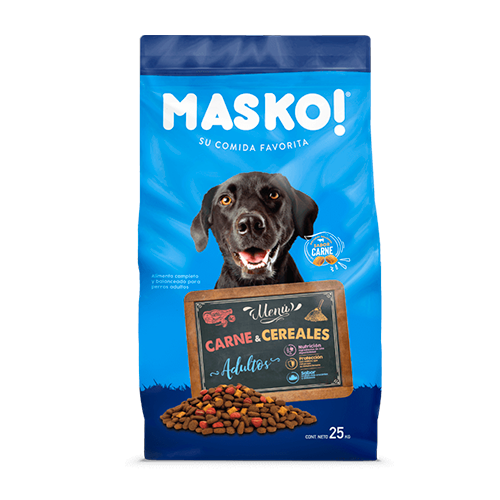 MASKO!®
SU COMIDA FAVORITA
SABOR
CARNE
alimento completo
y balanceado para
perros adultos
Menú
CARNE & CEREALES
Adultos
Nutrición
Protección
Sabor
CONT. NETO 25 KG